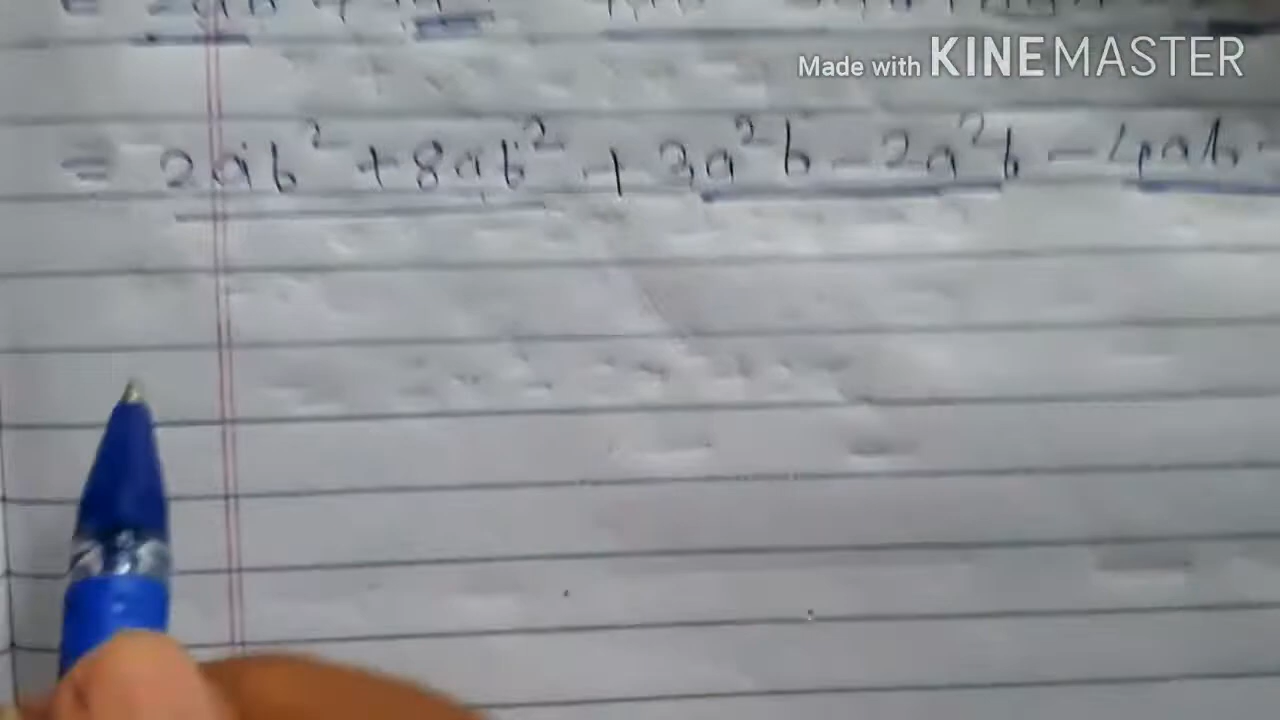 Made with KINEMASTER
= 2ab² + 8ab² + 3a²b - 2a²b - 4ab -